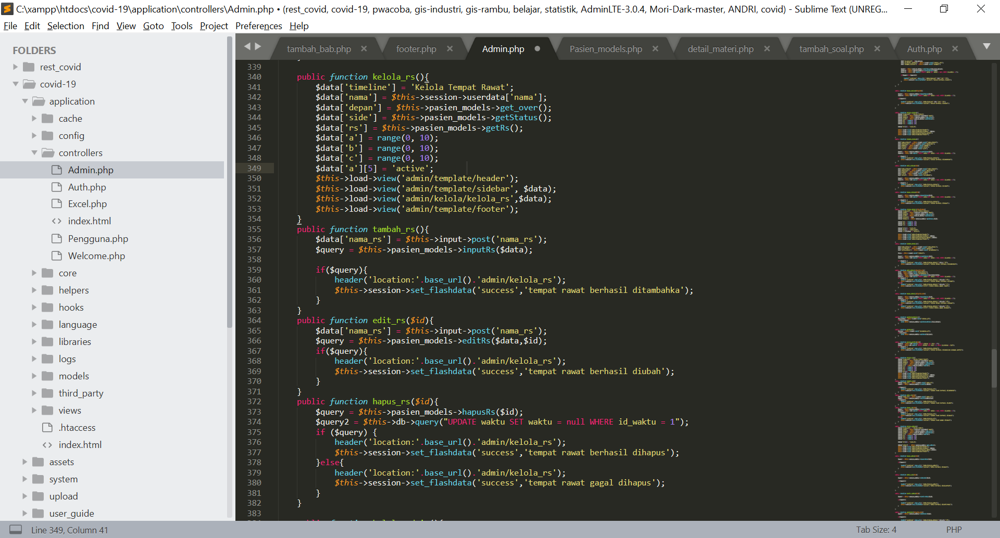 C:\xampp\htdocs\covid-19\application\controllers\Admin.php • (rest_covid, covid-19, pwacoba, gis-industri, gis-rambu, belajar, statistik, AdminLTE-3.0.4, Mori-Dark-master, ANDRI, covid) - Sublime Text (UNREG...
File Edit Selection Find View Goto Tools Project Preferences Help
tambah_bab.php × footer.php × Admin.php Pasien_models.php × detail_materi.php × tambah_soal.php × Auth.php ×
FOLDERS
rest_covid
covid-19
application
cache
config
controllers
Admin.php
Auth.php
Excel.php
index.html
Pengguna.php
Welcome.php
core
helpers
hooks
language
libraries
logs
models
third_party
views
.htaccess
index.html
assets
system
upload
user_guide
339
340 public function kelola_rs(){
341 $data['timeline'] = 'Kelola Tempat Rawat';
342 $data['nama'] = $this->session->userdata['nama'];
343 $data['depan'] = $this->pasien_models->get_over();
344 $data['side'] = $this->pasien_models->getStatus();
345 $data['rs'] = $this->pasien_models->getRs();
346 $data['a'] = range(0, 10);
347 $data['b'] = range(0, 10);
348 $data['c'] = range(0, 10);
349 $data['a'][5] = 'active';
350 $this->load->view('admin/template/header');
351 $this->load->view('admin/template/sidebar', $data);
352 $this->load->view('admin/kelola/kelola_rs',$data);
353 $this->load->view('admin/template/footer');
354 }
355 public function tambah_rs(){
356 $data['nama_rs'] = $this->input->post('nama_rs');
357 $query = $this->pasien_models->inputRs($data);
358
359 if($query){
360 header('location:'.base_url().'admin/kelola_rs');
361 $this->session->set_flashdata('success','tempat rawat berhasil ditambahka');
362 }
363 }
364 public function edit_rs($id){
365 $data['nama_rs'] = $this->input->post('nama_rs');
366 $query = $this->pasien_models->editRs($data,$id);
367 if($query){
368 header('location:'.base_url().'admin/kelola_rs');
369 $this->session->set_flashdata('success','tempat rawat berhasil diubah');
370 }
371 }
372 public function hapus_rs($id){
373 $query = $this->pasien_models->hapusRs($id);
374 $query2 = $this->db->query("UPDATE waktu SET waktu = null WHERE id_waktu = 1");
375 if ($query) {
376 header('location:'.base_url().'admin/kelola_rs');
377 $this->session->set_flashdata('success','tempat rawat berhasil dihapus');
378 }else{
379 header('location:'.base_url().'admin/kelola_rs');
380 $this->session->set_flashdata('success','tempat rawat gagal dihapus');
381 }
382 }
383
Line 349, Column 41 Tab Size: 4 PHP